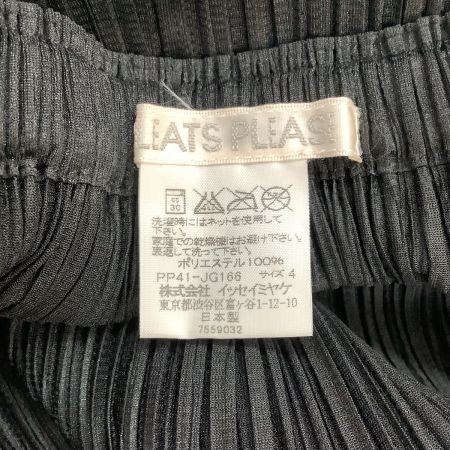 LEATS PLEAS
弱
30
洗濯時にはネットを使用して
下さい。
家庭での乾燥機はお避け下さい。
裏返して洗って下さい。
ポリエステル100%
PP41-JG166 サイズ 4
株式会社 イッセイミヤケ
東京都渋谷区富ヶ谷1-12-10
日本製
7559032